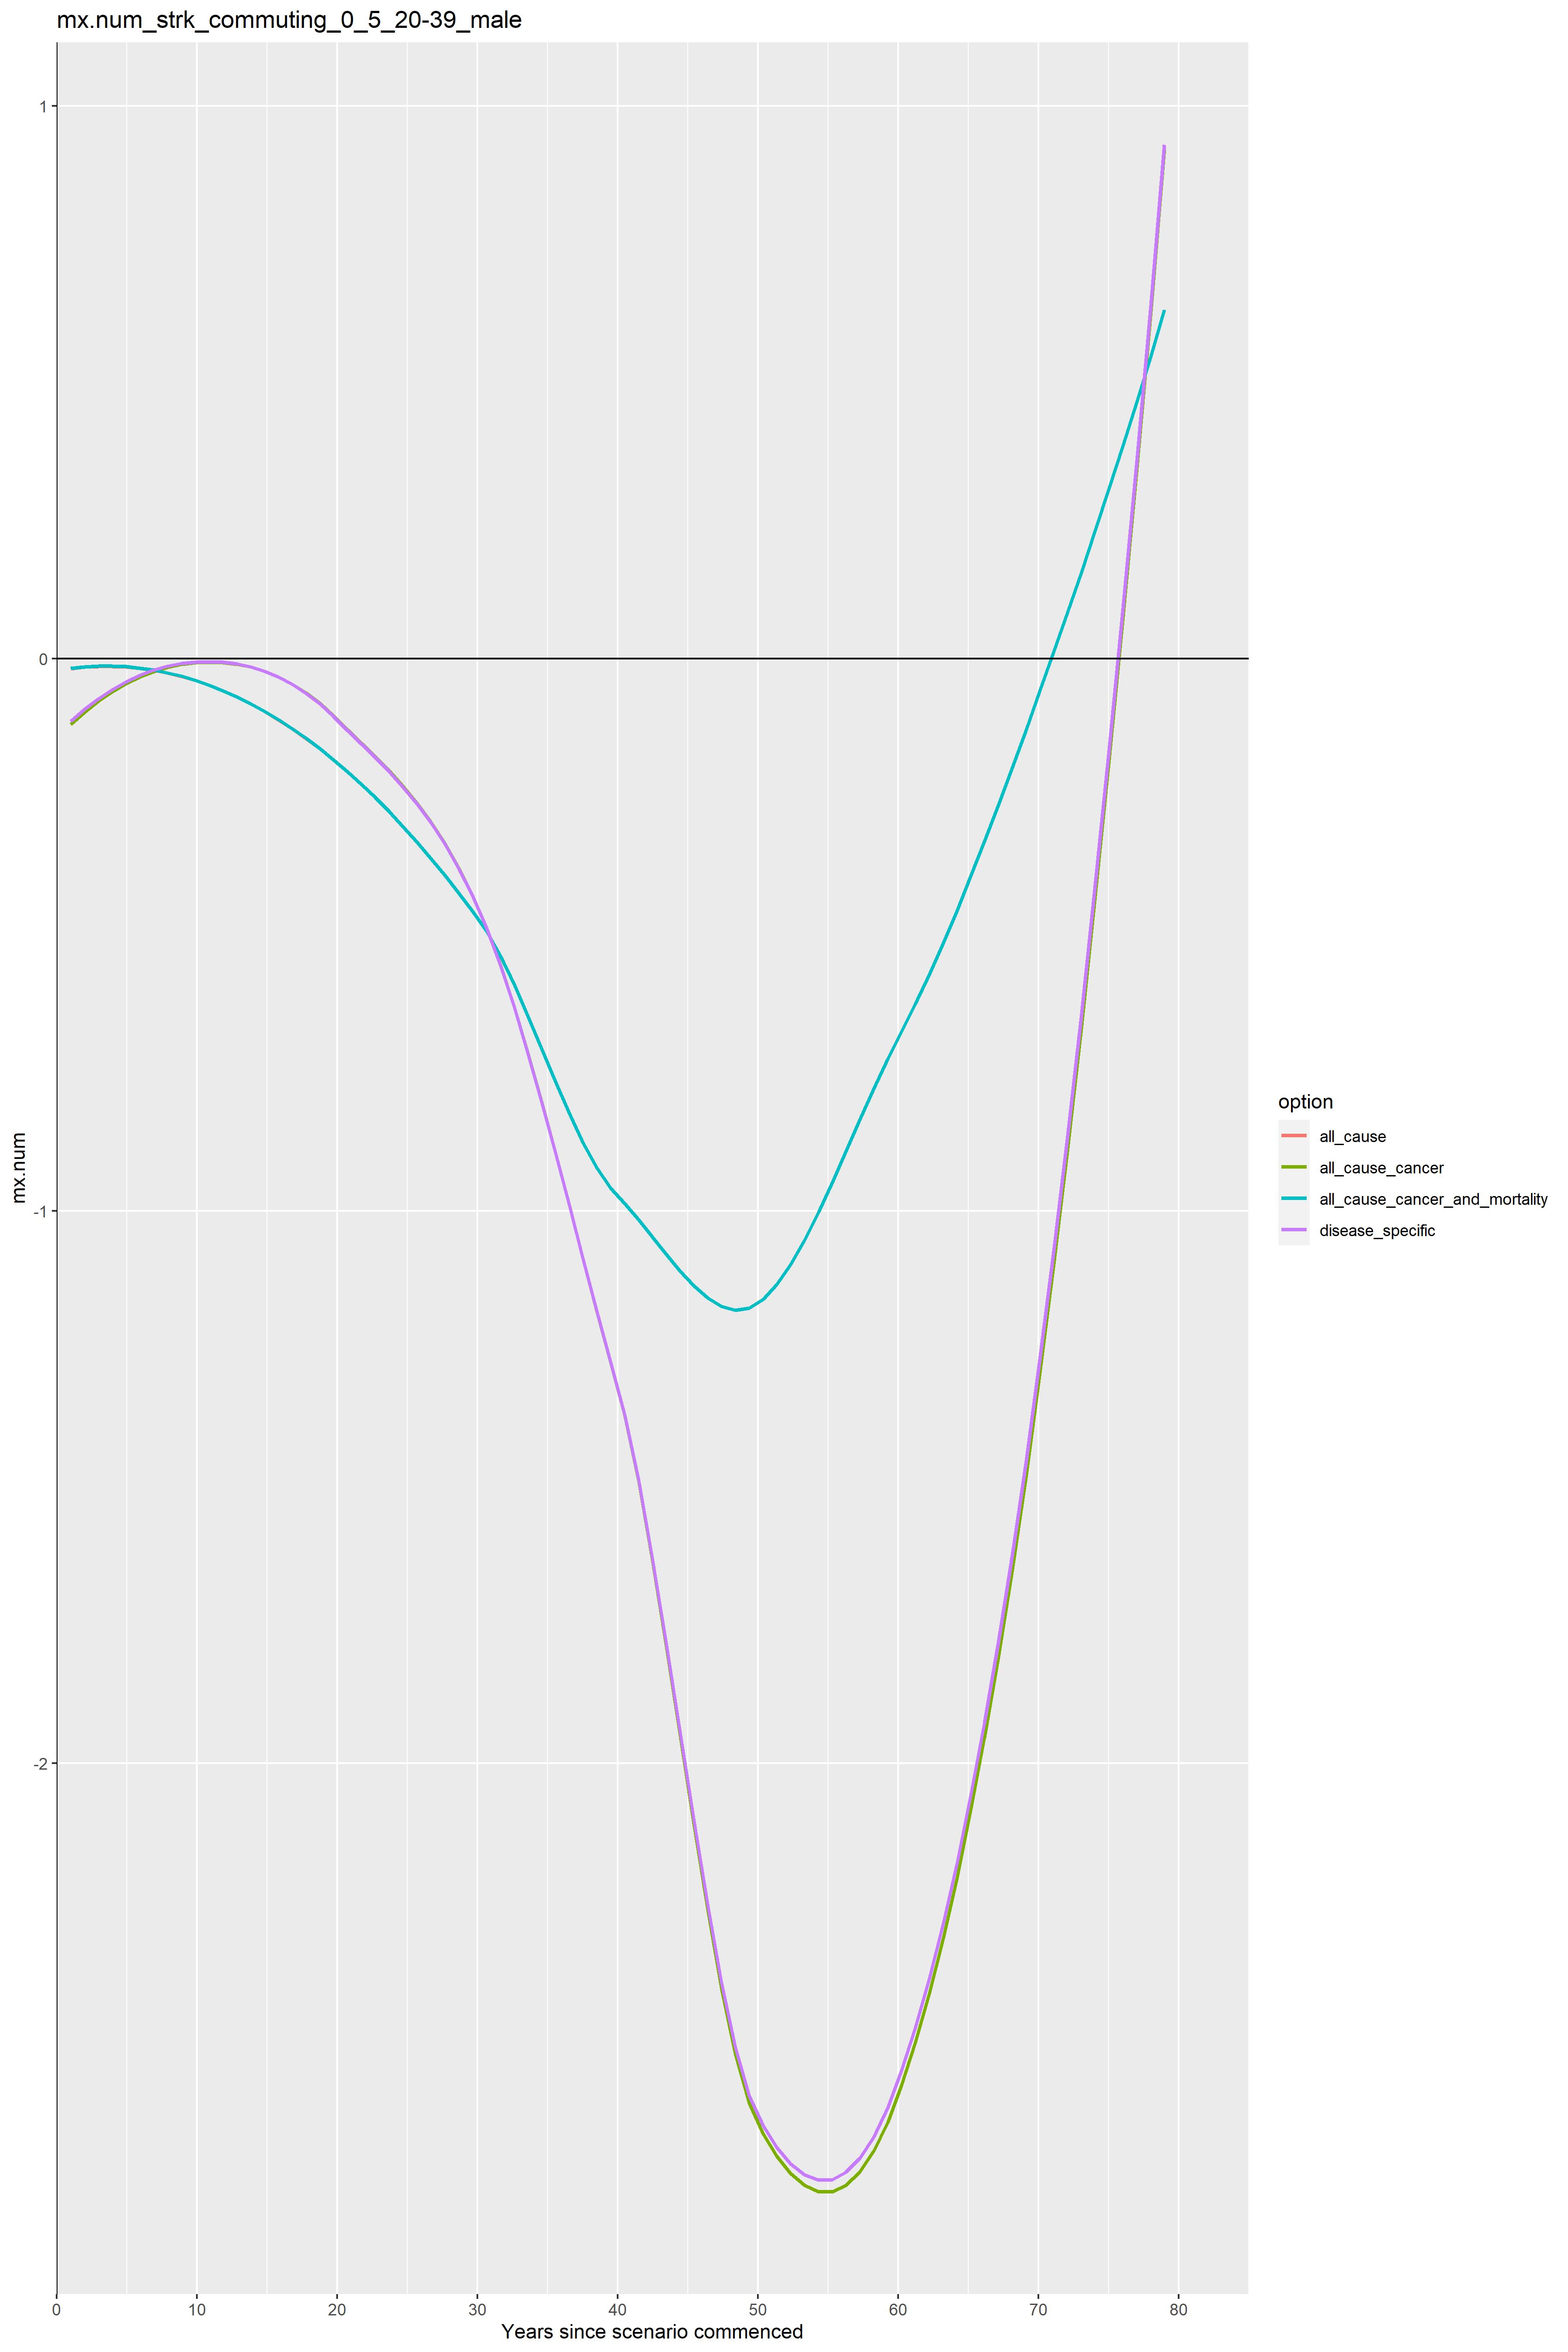 mx.num_strk_commuting_0_5_20-39_male
1
0
-1
-2
mx.num
0 10 20 30 40 50 60 70 80
Years since scenario commenced
option
all_cause
all_cause_cancer
all_cause_cancer_and_mortality
disease_specific